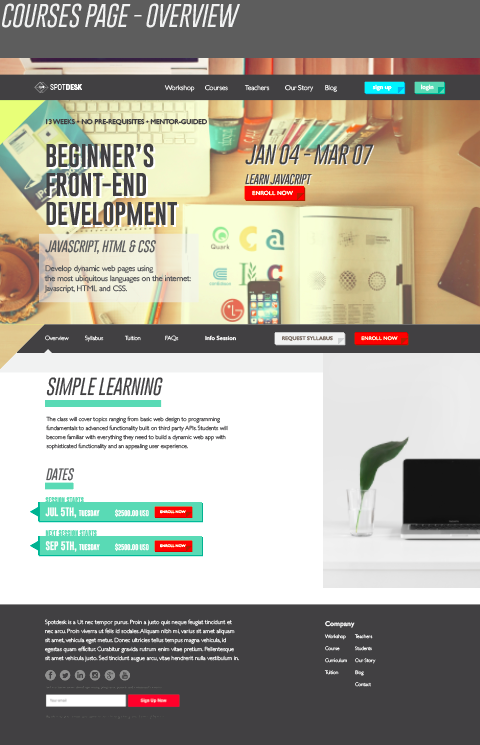 COURSES PAGE - OVERVIEW
SPOTDESK
Workshop Courses Teachers Our Story Blog sign up login
13 WEEKS • NO PRE-REQUISITES • MENTOR-GUIDED
BEGINNER'S
FRONT-END
DEVELOPMENT
JAN 04 - MAR 07
LEARN JAVACRIPT
ENROLL NOW
JAVASCRIPT, HTML & CSS
Develop dynamic web pages using
the most ubiquitous languages on the internet:
Javascript, HTML and CSS.
Quark
LG
Overview Syllabus Tuition FAQs Info Session REQUEST SYLLABUS ENROLL NOW
SIMPLE LEARNING
The class will cover topics ranging from basic web design to programming
fundamentals to advanced functionality built on third party APIs. Students will
become familiar with everything they need to build a dynamic web app with
sophisticated functionality and an appealing user experience.
DATES
SESSION STARTS
JUL 5TH, TUESDAY $2500.00 USD ENROLL NOW
NEXT SESSION STARTS
SEP 5TH, TUESDAY $2500.00 USD ENROLL NOW
Spotdesk is a Ut nec tempor purus. Proin a justo quis neque feugiat tincidunt et
nec arcu. Proin viverra ut felis id sodales. Aliquam nibh mi, varius sit amet aliquam
sit amet, vehicula eget metus. Donec ultricies tellus tempus magna vehicula, id
egestas quam efficitur. Curabitur gravida rutrum enim vitae pretium. Pellentesque
sit amet vehicula justo. Sed tincidunt augue arcu, vitae hendrerit nulla vestibulum in.
Sign Up Now
Company
Workshop Teachers
Course Students
Curriculum Our Story
Tuition Blog
Contact